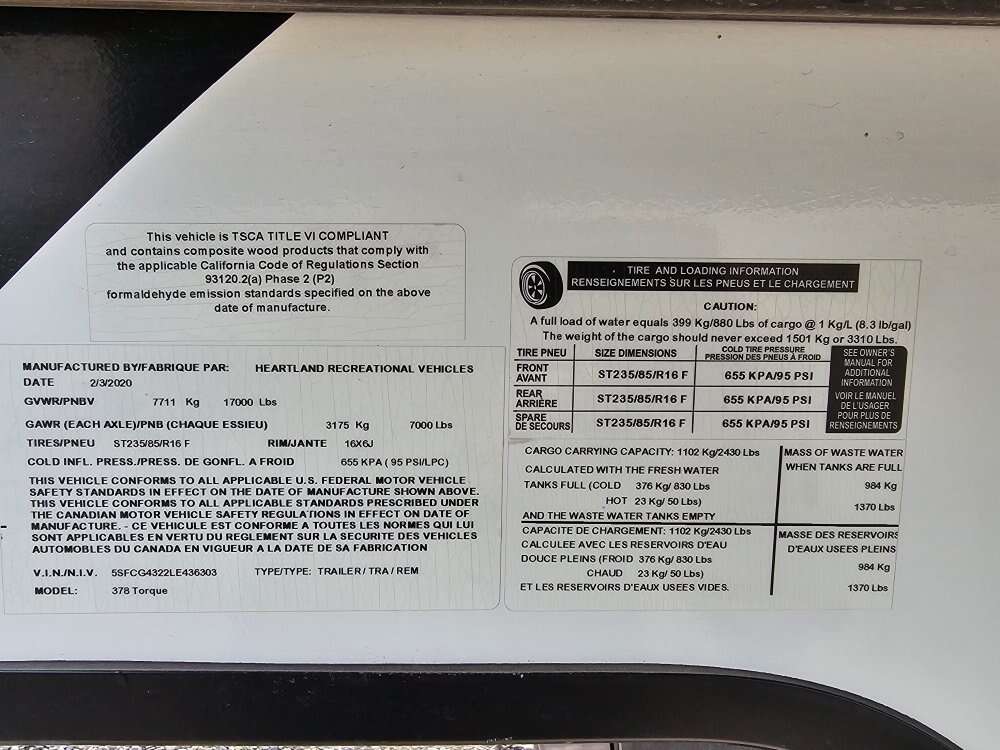 This vehicle is TSCA TITLE VI COMPLIANT
and contains composite wood products that comply with
the applicable California Code of Regulations Section
93120.2(a) Phase 2 (P2)
formaldehyde emission standards specified on the above
date of manufacture.
MANUFACTURED BY/FABRIQUE PAR: HEARTLAND RECREATIONAL VEHICLES
DATE 2/3/2020
GVWR/PNBV 7711 Kg 17000 Lbs
GAWR (EACH AXLE)/PNB (CHAQUE ESSIEU) 3175 Kg 7000 Lbs
TIRES/PNEU ST235/85/R16 F RIM/JANTE 16X6J
COLD INFL. PRESS./PRESS. DE GONFL. A FROID 655 KPA ( 95 PSI/LPC)
THIS VEHICLE CONFORMS TO ALL APPLICABLE U.S. FEDERAL MOTOR VEHICLE
SAFETY STANDARDS IN EFFECT ON THE DATE OF MANUFACTURE SHOWN ABOVE.
THIS VEHICLE CONFORMS TO ALL APPLICABLE STANDARDS PRESCRIBED UNDER
THE CANADIAN MOTOR VEHICLE SAFETY REGULATIONS IN EFFECT ON DATE OF
MANUFACTURE. - CE VEHICULE EST CONFORME A TOUTES LES NORMES QUI LUI
SONT APPLICABLES EN VERTU DU REGLEMENT SUR LA SECURITE DES VEHICLES
AUTOMOBILES DU CANADA EN VIGUEUR A LA DATE DE SA FABRICATION
V.I.N./N.I.V. 5SFCG4322LE436303 TYPE/TYPE: TRAILER / TRA / REM
MODEL: 378 Torque
TIRE AND LOADING INFORMATION
RENSEIGNEMENTS SUR LES PNEUS ET LE CHARGEMENT
CAUTION:
A full load of water equals 399 Kg/880 Lbs of cargo @ 1 Kg/L (8.3 lb/gal)
The weight of the cargo should never exceed 1501 Kg or 3310 Lbs.
TIRE PNEU SIZE DIMENSIONS COLD TIRE PRESSURE
PRESSION DES PNEUS À FROID
FRONT
AVANT ST235/85/R16 F 655 KPA/95 PSI
REAR
ARRIÈRE ST235/85/R16 F 655 KPA/95 PSI
SPARE
DE SECOURS ST235/85/R16 F 655 KPA/95 PSI
SEE OWNER'S
MANUAL FOR
ADDITIONAL
INFORMATION
VOIR LE MANUEL
DE L'USAGER
POUR PLUS DE
RENSEIGNEMENTS
CARGO CARRYING CAPACITY: 1102 Kg/2430 Lbs
CALCULATED WITH THE FRESH WATER
TANKS FULL (COLD 376 Kg/ 830 Lbs
HOT 23 Kg/ 50 Lbs)
AND THE WASTE WATER TANKS EMPTY
MASS OF WASTE WATER
WHEN TANKS ARE FULL
984 Kg
1370 Lbs
CAPACITE DE CHARGEMENT: 1102 Kg/2430 Lbs
CALCULEE AVEC LES RESERVOIRS D'EAU
DOUCE PLEINS (FROID 376 Kg/ 830 Lbs
CHAUD 23 Kg/ 50 Lbs)
ET LES RESERVOIRS D'EAUX USEES VIDES.
MASSE DES RESERVOIRS
D'EAUX USEES PLEINS
984 Kg
1370 Lbs